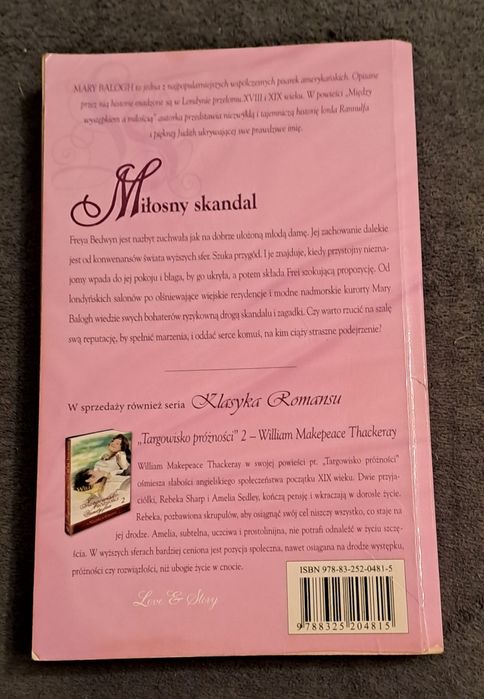 MARY BALOGH to jedna z najpopularniejszych współczesnych pisarek amerykańskich. Opisane
przez nią historie osadzone są w Londynie przełomu XVIII i XIX wieku. W powieści „Między
występkiem a miłością” autorka przedstawia niezwykłą i tajemniczą historię lorda Rannulfa
i pięknej Judith ukrywającej swe prawdziwe imię.
Miłosny skandal
Freya Bedwyn jest nazbyt zuchwała jak na dobrze ułożoną młodą damę. Jej zachowanie dalekie
jest od konwenansów świata wyższych sfer. Szuka przygód. I je znajduje, kiedy przystojny niezna-
jomy wpada do jej pokoju i błaga, by go ukryła, a potem składa Frei szokującą propozycję. Od
londyńskich salonów po olśniewające wiejskie rezydencje i modne nadmorskie kurorty Mary
Balogh wiedzie swych bohaterów ryzykowną drogą skandalu i zagadki. Czy warto rzucić na szalę
swą reputację, by spełnić marzenia, i oddać serce komuś, na kim ciąży straszne podejrzenie?
W sprzedaży również seria Klasyka Romansu
„Targowisko próżności” 2 – William Makepeace Thackeray
William Makepeace Thackeray w swojej powieści pt. „Targowisko próżności”
ośmiesza słabości angielskiego społeczeństwa początku XIX wieku. Dwie przyja-
ciółki, Rebeka Sharp i Amelia Sedley, kończą pensję i wkraczają w dorosłe życie.
Rebeka, pozbawiona skrupułów, aby osiągnąć swój cel niszczy wszystko, co staje na
jej drodze. Amelia, subtelna, uczciwa i prostolinijna, nie potrafi odnaleźć w życiu szczę-
ścia. W wyższych sferach bardziej ceniona jest pozycja społeczna, nawet osiągana na drodze występku,
próżności czy rozwiązłości, niż ubogie życie w cnocie.
Love & Story
ISBN 978-83-252-0481-5
9 788325 204815